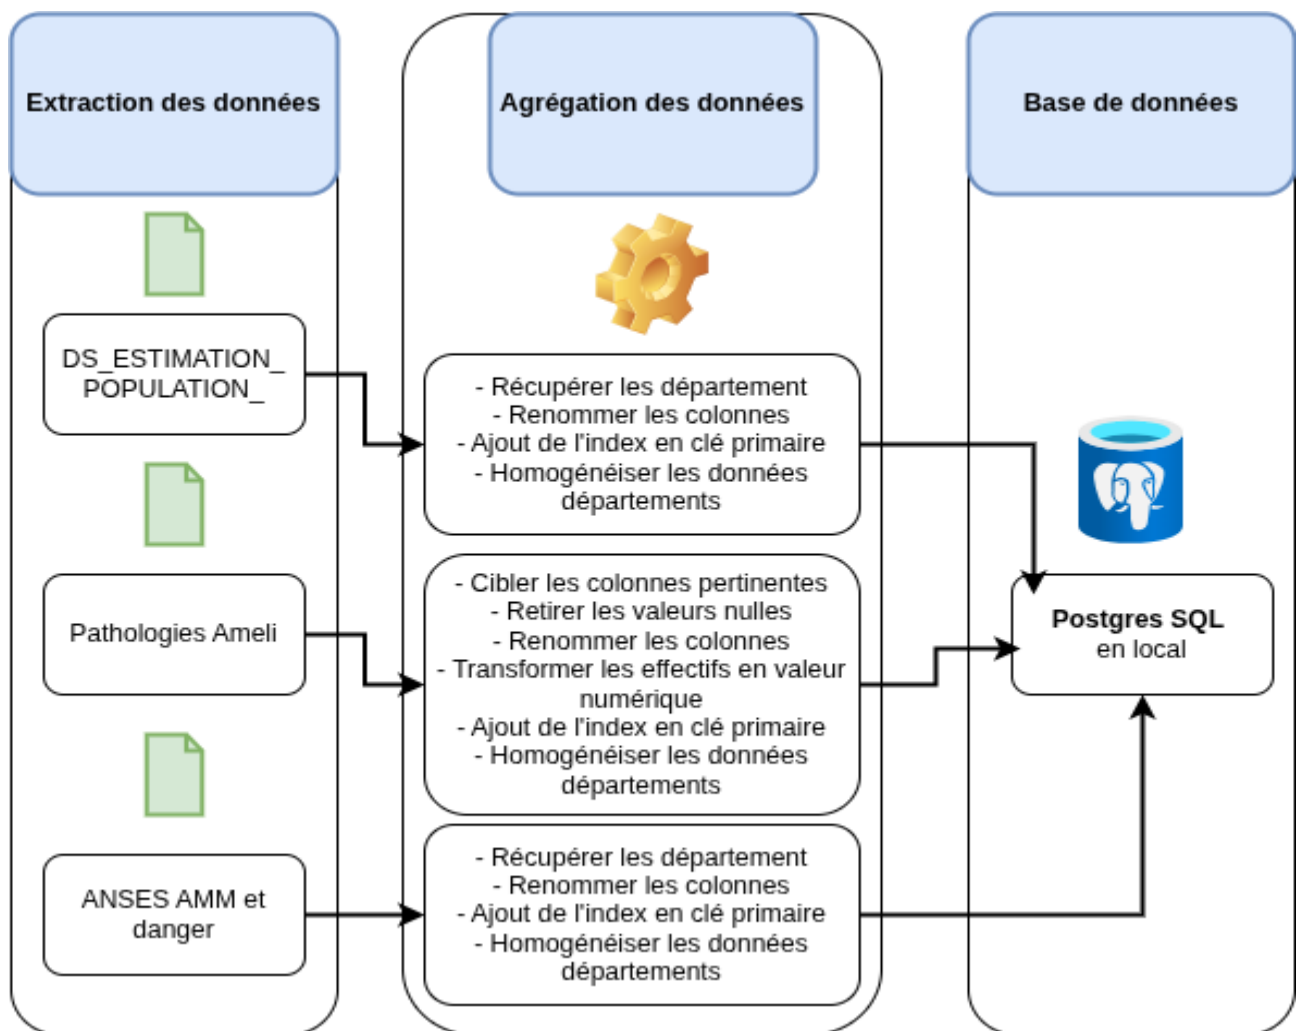 Extraction des données
Agrégation des données
Base de données
DS_ESTIMATION_
POPULATION_
- Récupérer les département
- Renommer les colonnes
- Ajout de l'index en clé primaire
- Homogénéiser les données
départements
Pathologies Ameli
- Cibler les colonnes pertinentes
- Retirer les valeurs nulles
- Renommer les colonnes
- Transformer les effectifs en valeur
numérique
- Ajout de l'index en clé primaire
- Homogénéiser les données
départements
Postgres SQL
en local
ANSES AMM et
danger
- Récupérer les département
- Renommer les colonnes
- Ajout de l'index en clé primaire
- Homogénéiser les données
départements